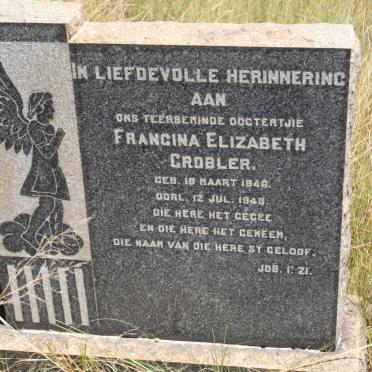 IN LIEFDEVOLLE HERINNERING
AAN
ONS TEERBEMINDE DOGTERTJIE
FRANCINA ELIZABETH
GROBLER.
GEB. 18 MAART 1946.
OORL. 12 JUL. 1949.
DIE HERE HET GEGEE
EN DIE HERE HET GENEEM,
DIE NAAM VAN DIE HERE SY GELOOF.
JOB. 1: 21.